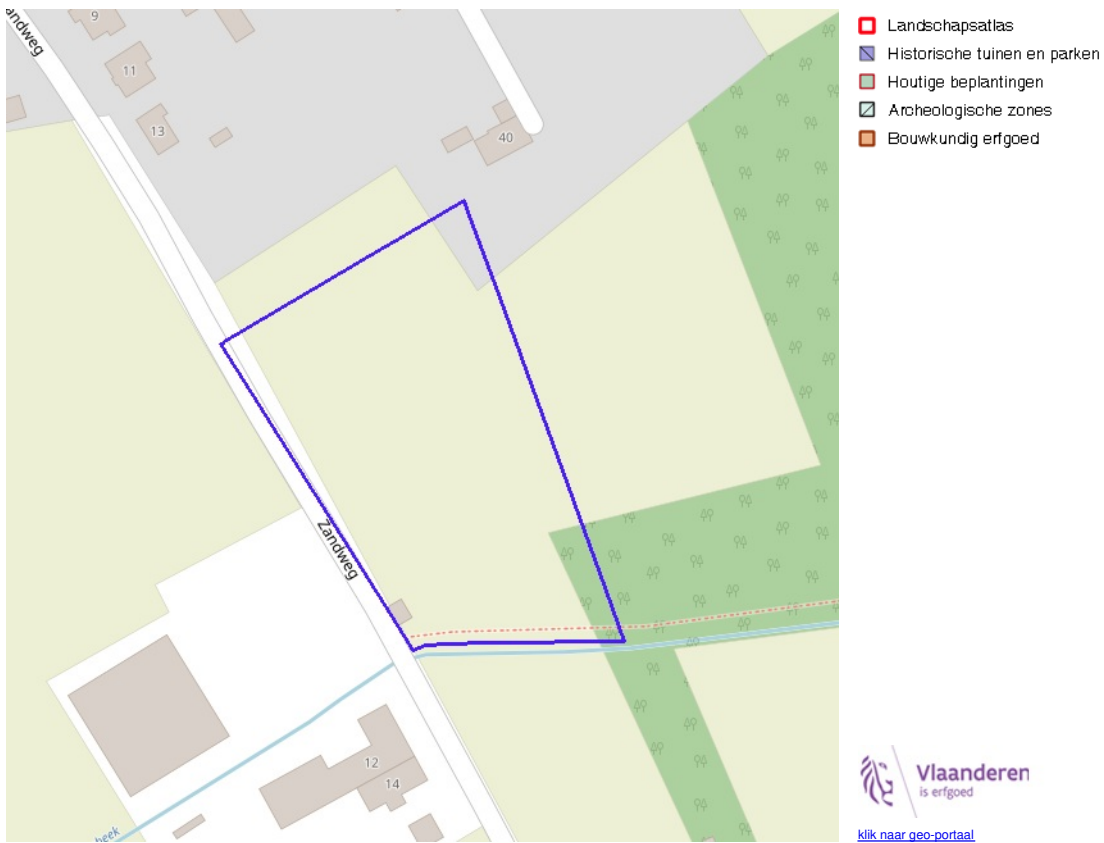 andweg
9
11
13
40
Zandweg
12
14
beek
Landschapsatlas
Historische tuinen en parken
Houtige beplantingen
Archeologische zones
Bouwkundig erfgoed
Vlaanderen
is erfgoed
klik naar geo-portaal